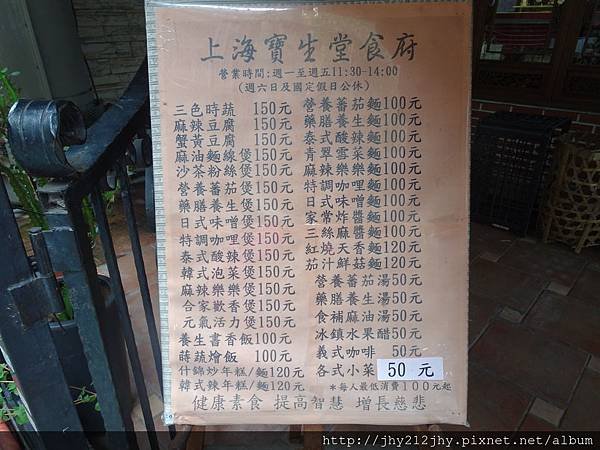 上海寶生堂食府
營業時間:週一至週五11:30-14:00
(週六日及國定假日公休)
三色時蔬 150元
麻辣豆腐 150元
蟹黃豆腐 150元
麻油麵線煲150元
沙茶粉絲煲150元
營養蕃茄煲150元
藥膳養生煲150元
日式味噌煲150元
特調咖哩煲150元
泰式酸辣煲150元
韓式泡菜煲150元
麻辣樂樂煲150元
合家歡香煲150元
元氣活力煲150元
養生書香飯100元
蒔蔬燴飯 100元
什錦炒年糕/麵120元
韓式辣年糕/麵120元
營養蕃茄麵100元
藥膳養生麵100元
泰式酸辣麵100元
青翠雪菜麵100元
麻辣樂樂麵100元
特調咖哩麵100元
日式味噌麵100元
家常炸醬麵100元
三絲麻醬麵100元
紅燒天香麵120元
茄汁鮮菇麵120元
營養蕃茄湯50元
藥膳養生湯50元
食補麻油湯50元
冰鎮水果醋50元
義式咖啡 50元
各式小菜 50 元
*每人最低消費100元起
健康素食 提高智慧 增長慈悲
http://jhy212jhy.pixnet.net/album